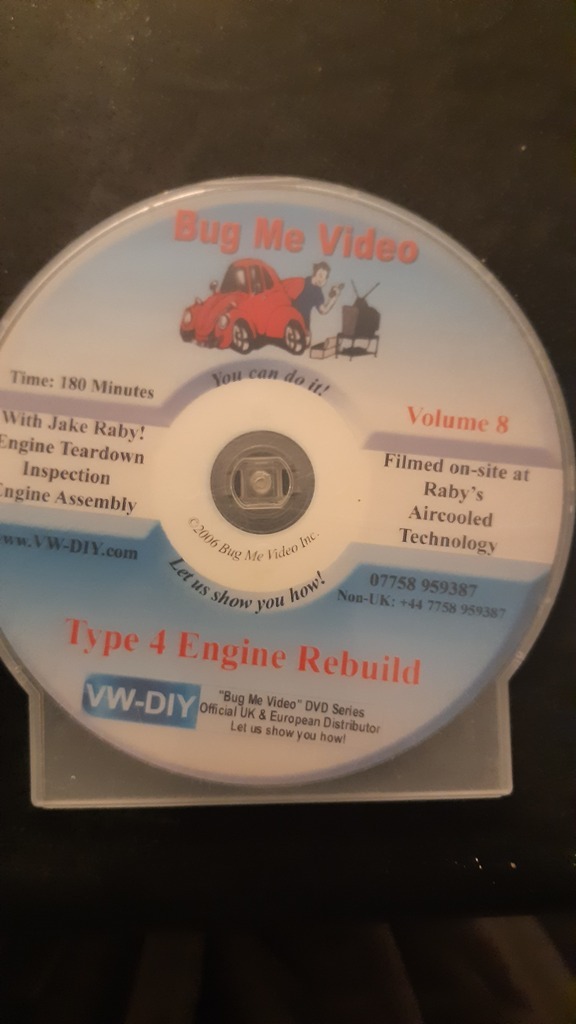 Bug Me Video
You can do it!
Time: 180 Minutes
With Jake Raby!
Engine Teardown
Inspection
Engine Assembly
www.VW-DIY.com
Volume 8
Filmed on-site at
Raby's
Aircooled
Technology
07758 959387
Non-UK: +44 7758 959387
©2006 Bug Me Video Inc.
Let us show you how!
Type 4 Engine Rebuild
VW-DIY
"Bug Me Video" DVD Series
Official UK & European Distributor
Let us show you how!